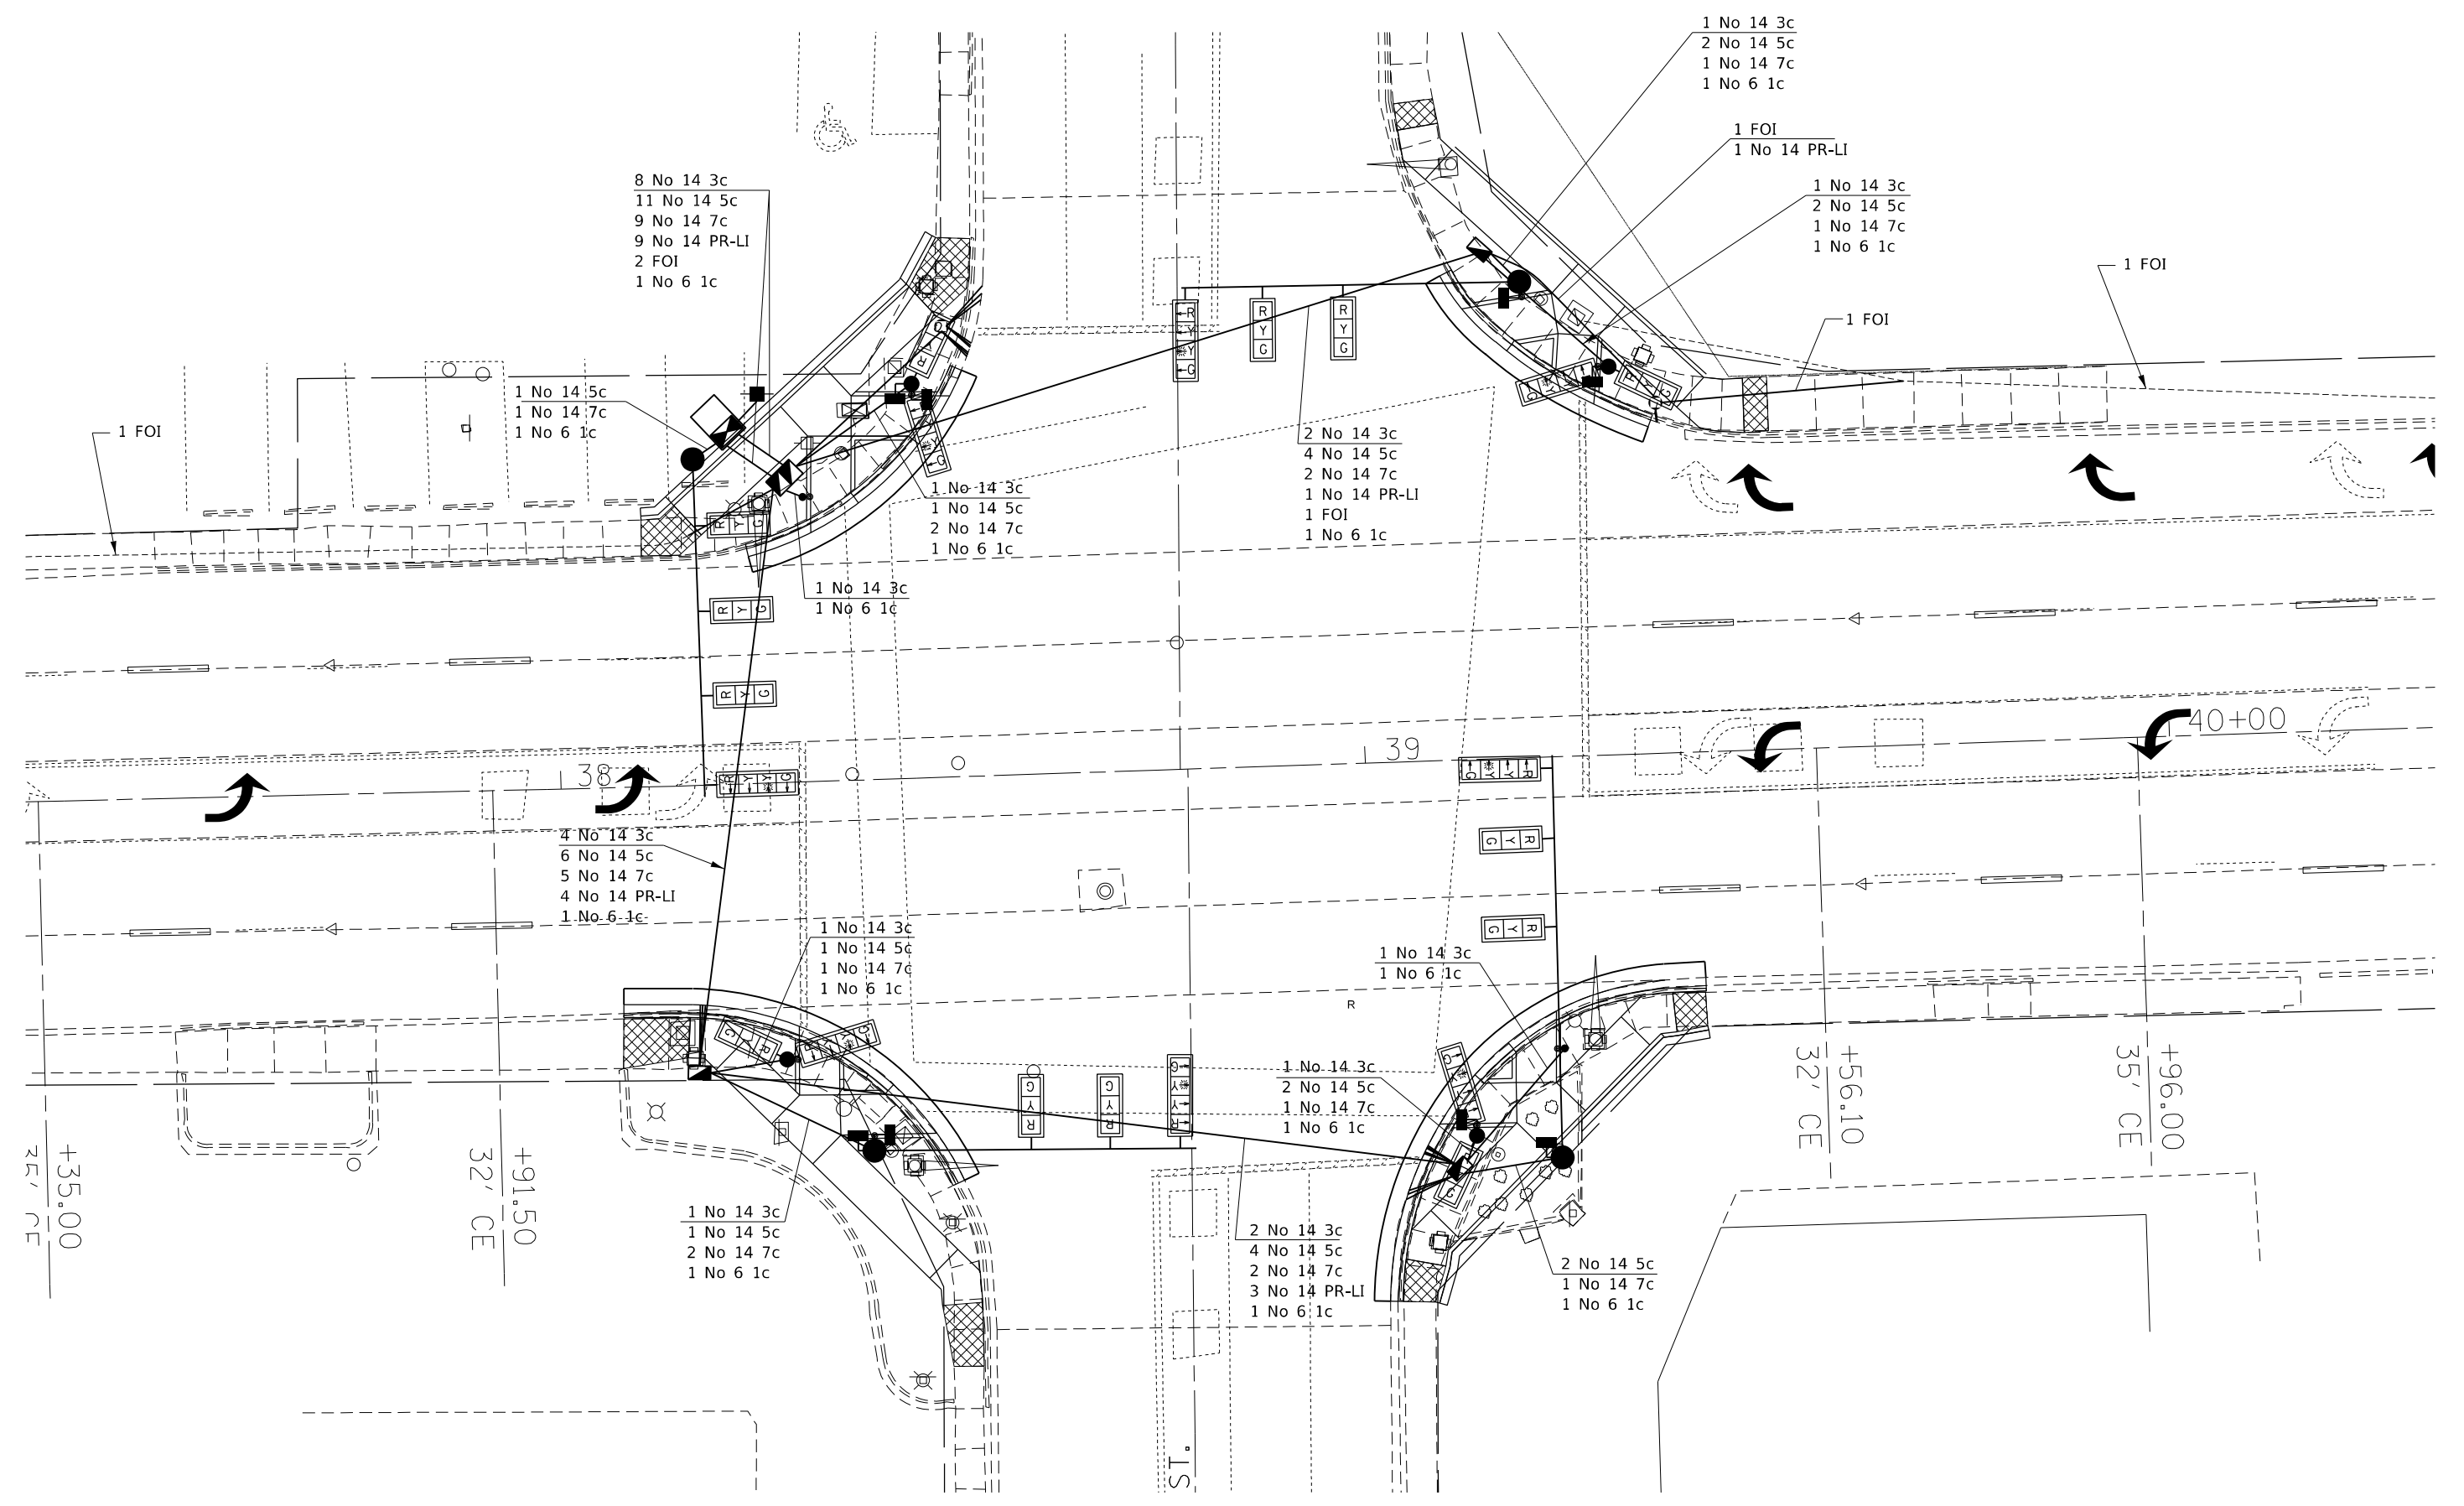 1 No 14 3c
2 No 14 5c
1 No 14 7c
1 No 6 1c
1 FOI
1 No 14 PR-LI
8 No 14 3c
11 No 14 5c
9 No 14 7c
9 No 14 PR-LI
2 FOI
1 No 6 1c
1 No 14 3c
2 No 14 5c
1 No 14 7c
1 No 6 1c
1 FOI
1 FOI
R
Y
Y
G
R
Y
G
R
Y
G
1 No 14 5c
1 No 14 7c
1 No 6 1c
1 FOI
2 No 14 3c
4 No 14 5c
2 No 14 7c
1 No 14 PR-LI
1 FOI
1 No 6 1c
1 No 14 3c
1 No 14 5c
2 No 14 7c
1 No 6 1c
R Y G
1 No 14 3c
1 No 6 1c
R Y G
R Y G
40+00
39
38
R Y Y G
G Y Y R
G Y R
G Y R
4 No 14 3c
6 No 14 5c
5 No 14 7c
4 No 14 PR-LI
1 No 6 1c
1 No 14 3c
1 No 14 5c
1 No 14 7c
1 No 6 1c
1 No 14 3c
1 No 6 1c
R
G
Y
R
G
Y
R
G
Y
Y
R
1 No 14 3c
2 No 14 5c
1 No 14 7c
1 No 6 1c
+56.10
32' CE
+96.00
35' CE
+35.00
35' CE
+91.50
32' CE
1 No 14 3c
1 No 14 5c
2 No 14 7c
1 No 6 1c
2 No 14 3c
4 No 14 5c
2 No 14 7c
3 No 14 PR-LI
1 No 6 1c
2 No 14 5c
1 No 14 7c
1 No 6 1c
ST.